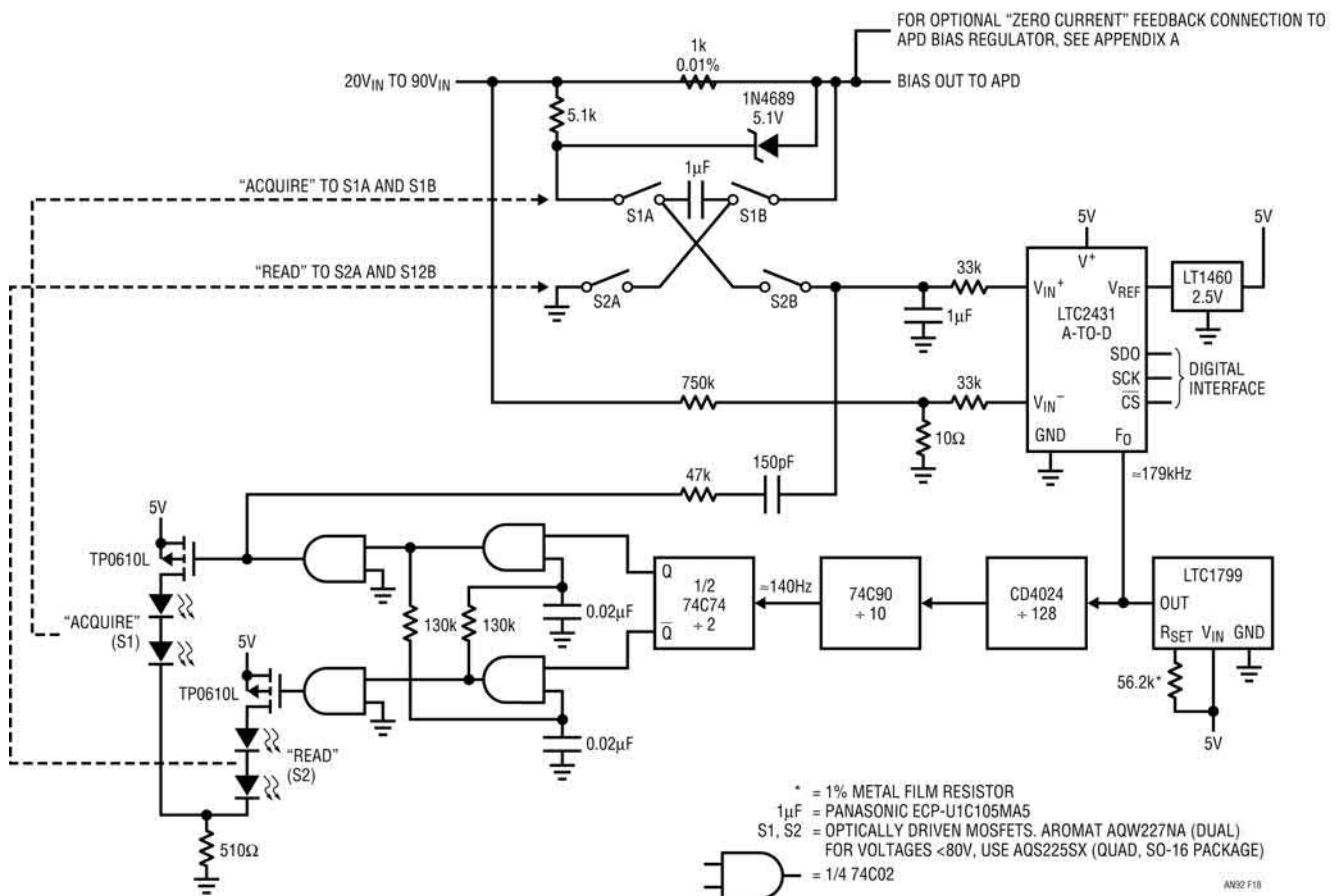 FOR OPTIONAL “ZERO CURRENT” FEEDBACK CONNECTION TO
APD BIAS REGULATOR, SEE APPENDIX A
1k
0.01%
20VIN TO 90VIN
BIAS OUT TO APD
1N4689
5.1V
5.1k
1µF
“ACQUIRE” TO S1A AND S1B
S1A
S1B
“READ” TO S2A AND S12B
S2A
S2B
5V
5V
V+
33k
VIN+
VREF
LT1460
2.5V
1µF
LTC2431
A-TO-D
SDO
SCK
CS
DIGITAL
INTERFACE
750k
33k
VIN–
10Ω
GND
FO
≈179kHz
47k
150pF
5V
TP0610L
“ACQUIRE”
(S1)
Q
Q
1/2
74C74
÷ 2
≈140Hz
74C90
÷ 10
CD4024
÷ 128
LTC1799
OUT
RSET
VIN
GND
0.02µF
130k
130k
5V
TP0610L
56.2k*
5V
“READ”
(S2)
0.02µF
510Ω
* = 1% METAL FILM RESISTOR
1µF = PANASONIC ECP-U1C105MA5
S1, S2 = OPTICALLY DRIVEN MOSFETS. AROMAT AQW227NA (DUAL)
FOR VOLTAGES <80V, USE AQS225SX (QUAD, SO-16 PACKAGE)
= 1/4 74C02
AN92 F18